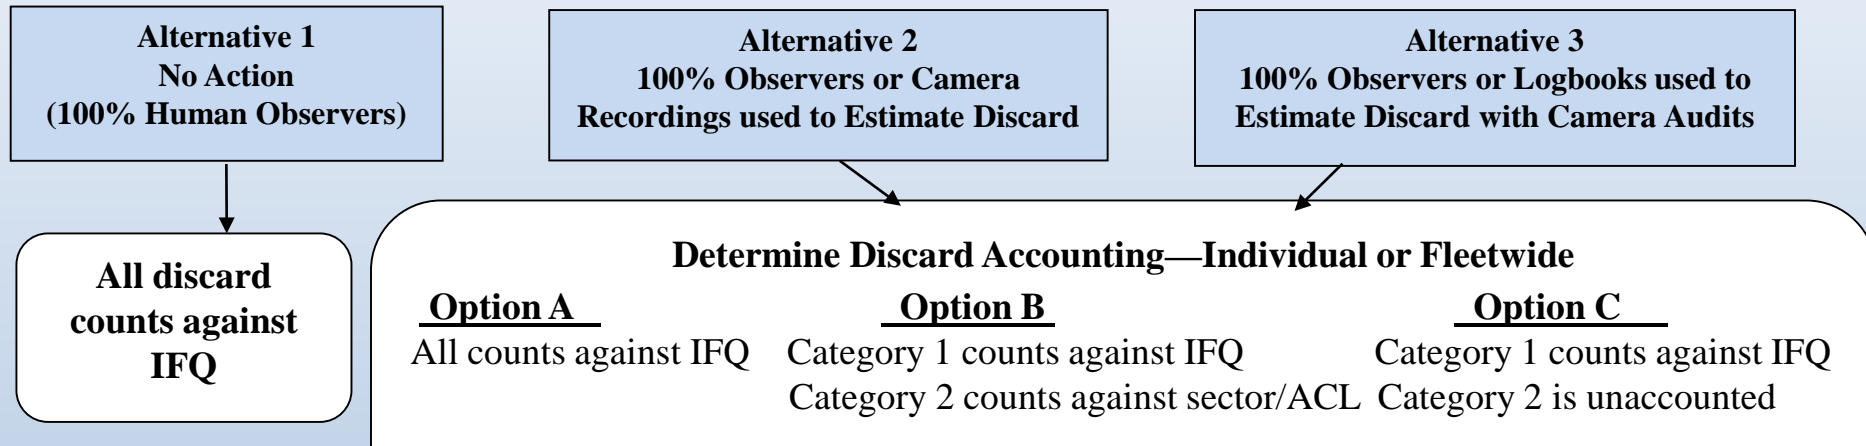 Alternative 1
No Action
(100% Human Observers)
Alternative 2
100% Observers or Camera
Recordings used to Estimate Discard
Alternative 3
100% Observers or Logbooks used to
Estimate Discard with Camera Audits
All discard
counts against
IFQ
Determine Discard Accounting—Individual or Fleetwide
Option A
All counts against IFQ
Option B
Category 1 counts against IFQ
Category 2 counts against sector/ACL
Option C
Category 1 counts against IFQ
Category 2 is unaccounted